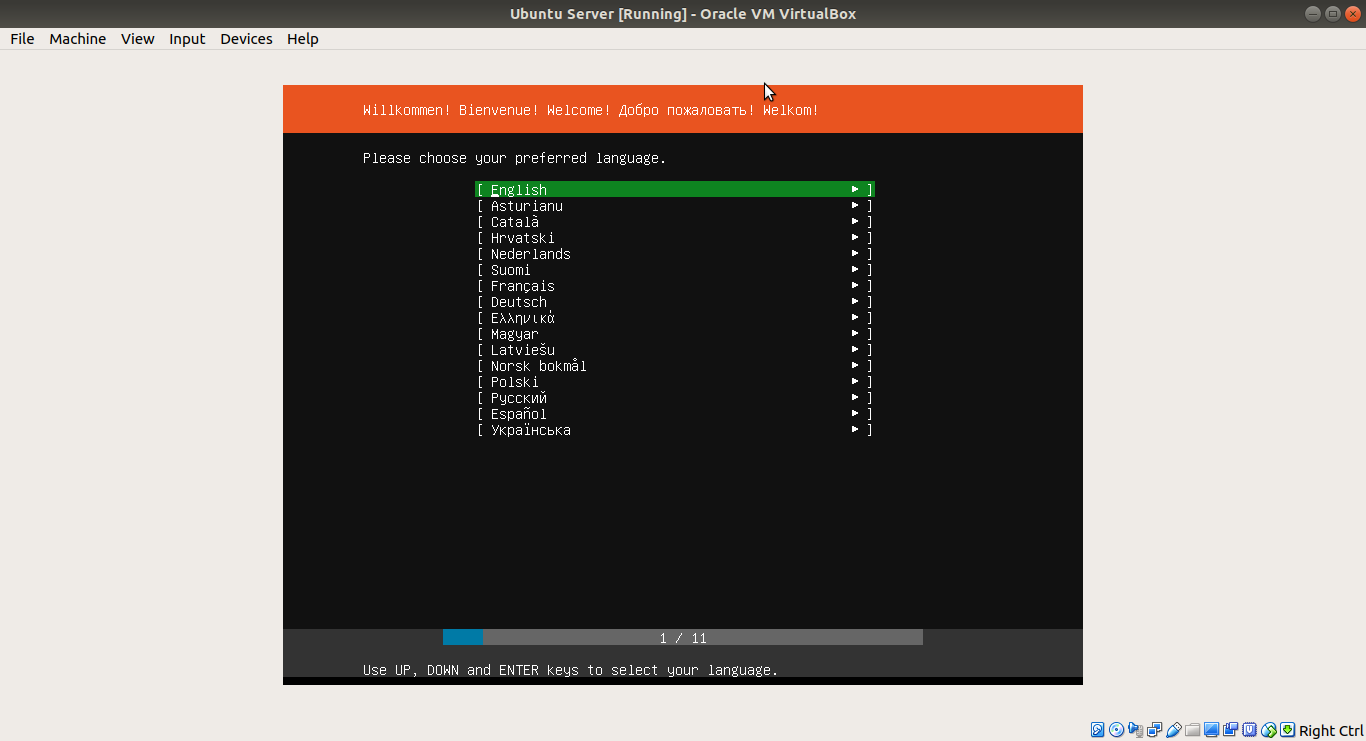 Ubuntu Server [Running] - Oracle VM VirtualBox
File Machine View Input Devices Help
Willkommen! Bienvenue! Welcome! Добро пожаловать! Welkom!
Please choose your preferred language.
[ English ▸ ]
[ Asturianu ▸ ]
[ Català ▸ ]
[ Hrvatski ▸ ]
[ Nederlands ▸ ]
[ Suomi ▸ ]
[ Français ▸ ]
[ Deutsch ▸ ]
[ Ελληνικά ▸ ]
[ Magyar ▸ ]
[ Latviešu ▸ ]
[ Norsk bokmål ▸ ]
[ Polski ▸ ]
[ Русский ▸ ]
[ Español ▸ ]
[ Українська ▸ ]
1 / 11
Use UP, DOWN and ENTER keys to select your language.
Right Ctrl